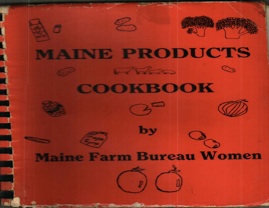 MAINE PRODUCTS
COOKBOOK
by
Maine Farm Bureau Women